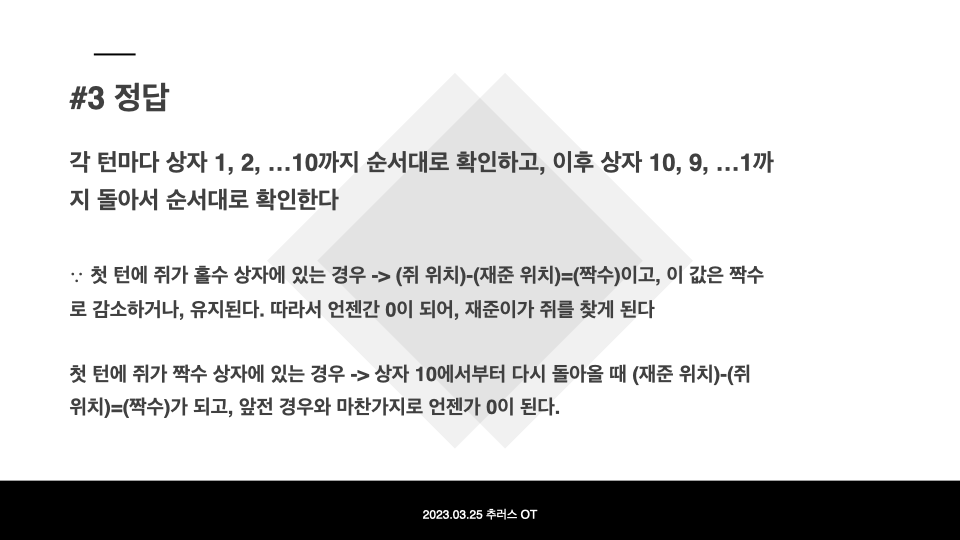 #3 정답
각 턴마다 상자 1, 2, …10까지 순서대로 확인하고, 이후 상자 10, 9, …1까
지 돌아서 순서대로 확인한다
∵ 첫 턴에 쥐가 홀수 상자에 있는 경우 -> (쥐 위치)-(재준 위치)=(짝수)이고, 이 값은 짝수
로 감소하거나, 유지된다. 따라서 언젠간 0이 되어, 재준이가 쥐를 찾게 된다
첫 턴에 쥐가 짝수 상자에 있는 경우 -> 상자 10에서부터 다시 돌아올 때 (재준 위치)-(쥐
위치)=(짝수)가 되고, 앞전 경우와 마찬가지로 언젠가 0이 된다.
2023.03.25 추러스 OT